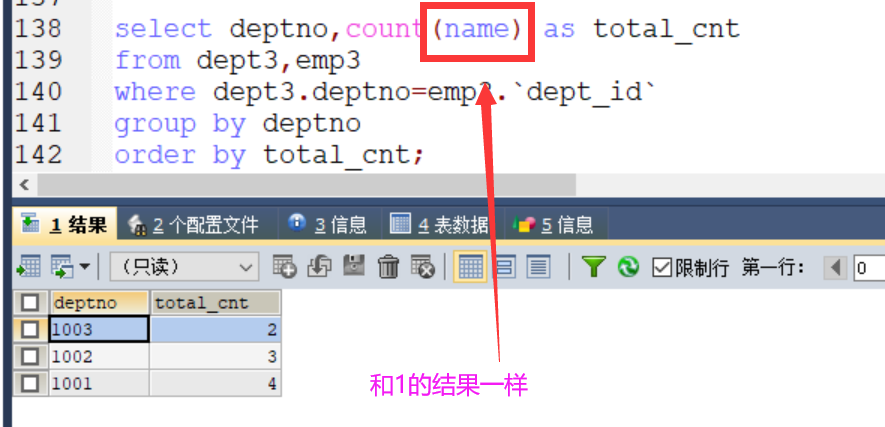 138 select deptno,count(name) as total_cnt
139 from dept3,emp3
140 where dept3.deptno=emp3.`dept_id`
141 group by deptno
142 order by total_cnt;
1 结果 2 个配置文件 3 信息 4 表数据 5 信息
(只读) 限制行 第一行: 0
deptno total_cnt
1003 2
1002 3
1001 4
和1的结果一样